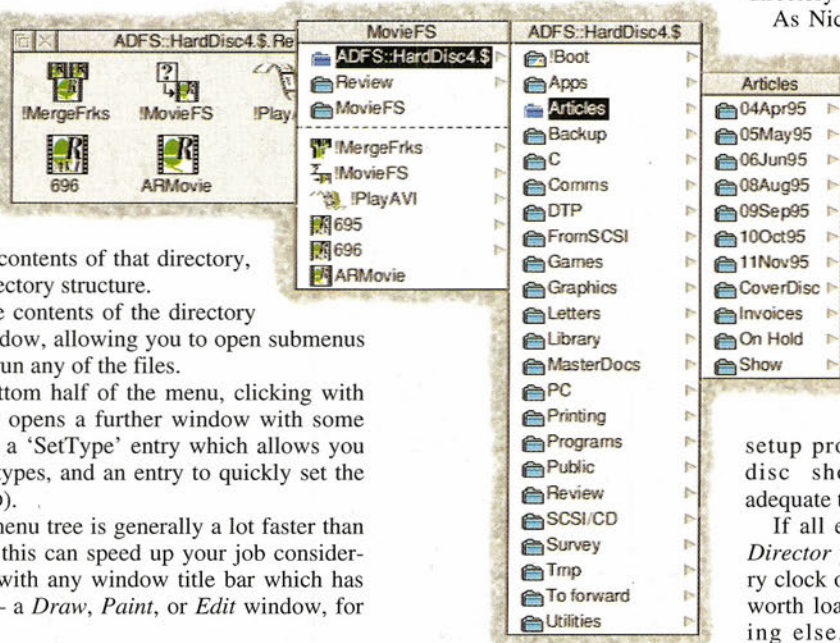 As Nic
ADFS::HardDisc4.$.Re
!MergeFrks
!MovieFS
!Play
696
ARMovie
MovieFS
ADFS::HardDisc4.$
Review
MovieFS
!MergeFrks
!MovieFS
!PlayAVI
695
696
ARMovie
ADFS::HardDisc4.$
!Boot
Apps
Articles
Backup
C
Comms
DTP
FromSCSI
Games
Graphics
Letters
Library
MasterDocs
PC
Printing
Programs
Public
Review
SCSI/CD
Survey
Tmp
To forward
Utilities
Articles
04Apr95
05May95
06Jun95
08Aug95
09Sep95
10Oct95
11Nov95
CoverDisc
Invoices
On Hold
Show
contents of that directory,
ectory structure.
e contents of the directory
dow, allowing you to open submenus
un any of the files.
ttom half of the menu, clicking with
opens a further window with some
a 'SetType' entry which allows you
types, and an entry to quickly set the
).
nenu tree is generally a lot faster than
this can speed up your job consider-
with any window title bar which has
– a Draw, Paint, or Edit window, for
setup pro
disc sho
adequate
If all e
Director
ry clock o
worth loa
ing else